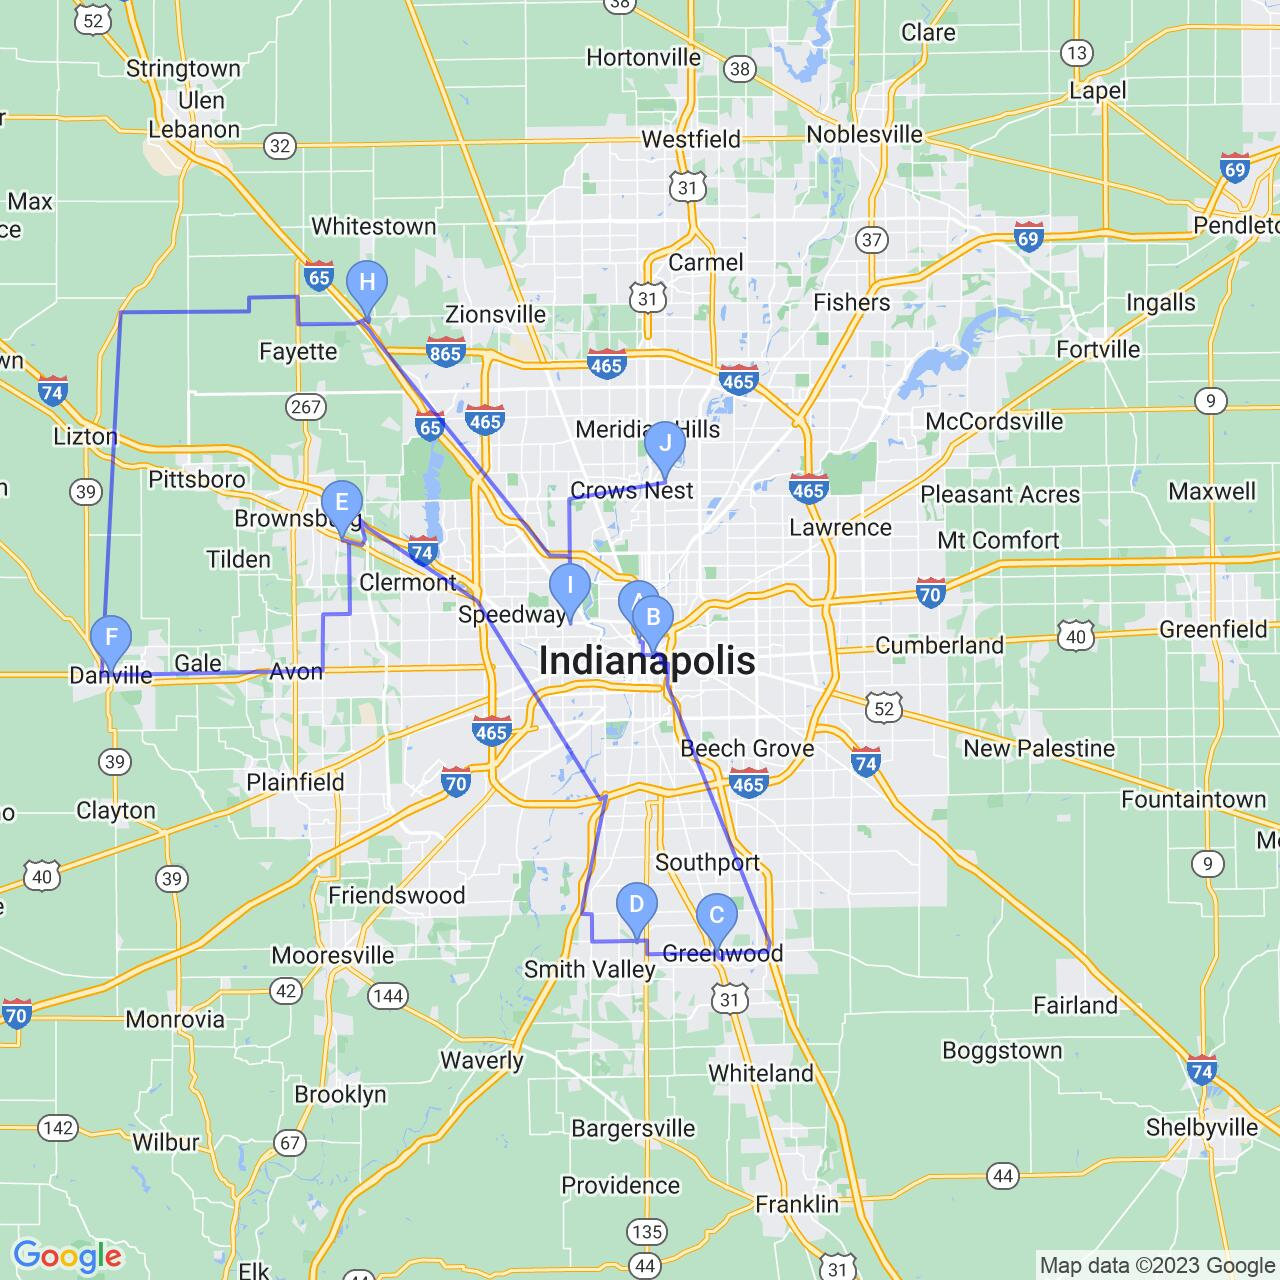 38
Clare
52
Hortonville
13
38
Stringtown
Lapel
Ulen
Lebanon
Noblesville
Westfield
32
69
31
Max
Pendleto
Whitestown
37
69
65
H
Carmel
31
Fishers
Ingalls
Zionsville
Fayette
865
465
Fortville
465
74
9
267
McCordsville
65
465
Meridian Hills
J
Lizton
Pittsboro
39
Crows Nest
465
Pleasant Acres
Maxwell
E
Brownsburg
Lawrence
Mt Comfort
74
Tilden
Clermont
I
70
A
B
Speedway
F
Greenfield
40
Cumberland
Gale
Indianapolis
Danville
Avon
52
465
Beech Grove
New Palestine
39
74
Plainfield
70
465
Fountaintown
Clayton
Southport
9
40
39
Friendswood
D
C
Greenwood
Mooresville
Smith Valley
42
144
31
70
Monrovia
Fairland
Waverly
Boggstown
74
Whiteland
Brooklyn
142
Wilbur
67
Bargersville
Shelbyville
44
Providence
Franklin
135
Google
44
31
Elk
44
Map data ©2023 Google